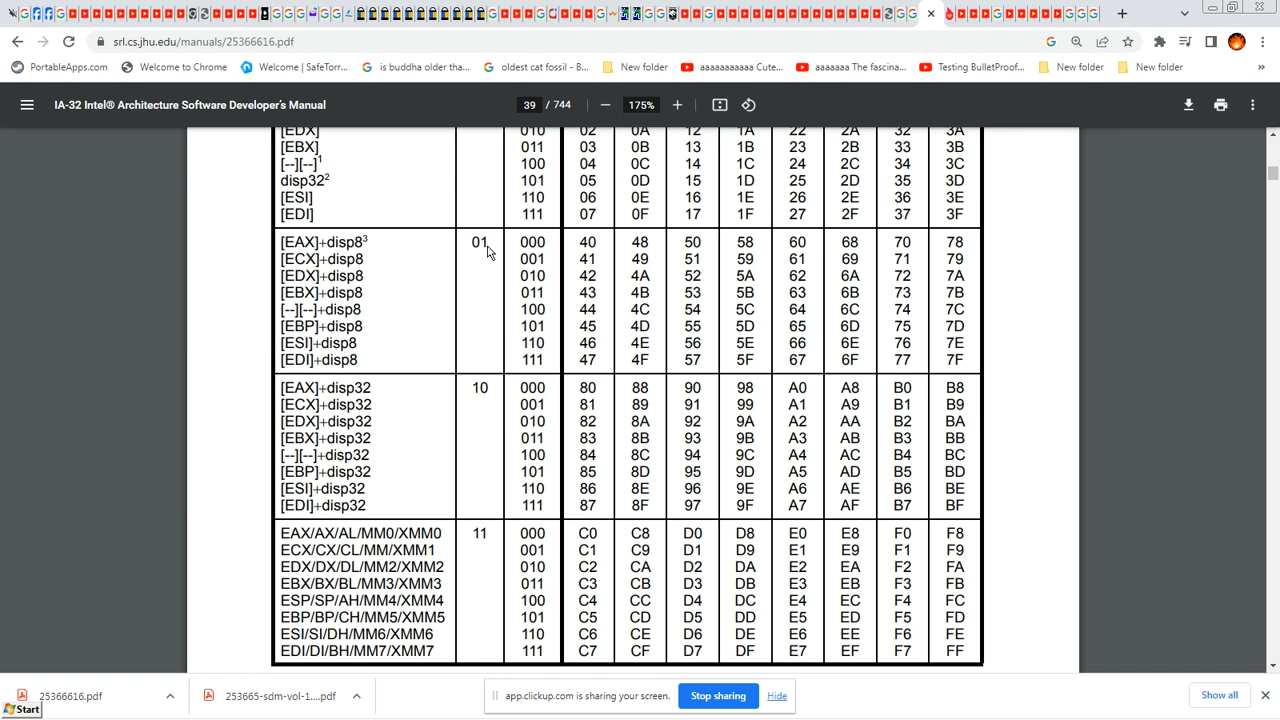 srl.cs.jhu.edu/manuals/25366616.pdf
PortableApps.com Welcome to Chrome Welcome | SafeTorr... is buddha older tha... oldest cat fossil - B... New folder aaaaaaaaaa Cute... aaaaaaa The fascina... Testing BulletProof... New folder New folder »
IA-32 Intel® Architecture Software Developer's Manual 39 / 744 175%
[EDX] 010 02 0A 12 1A 22 2A 32 3A
[EBX] 011 03 0B 13 1B 23 2B 33 3B
[--][--]1 100 04 0C 14 1C 24 2C 34 3C
disp322 101 05 0D 15 1D 25 2D 35 3D
[ESI] 110 06 0E 16 1E 26 2E 36 3E
[EDI] 111 07 0F 17 1F 27 2F 37 3F
[EAX]+disp83 01 000 40 48 50 58 60 68 70 78
[ECX]+disp8 001 41 49 51 59 61 69 71 79
[EDX]+disp8 010 42 4A 52 5A 62 6A 72 7A
[EBX]+disp8 011 43 4B 53 5B 63 6B 73 7B
[--][--]+disp8 100 44 4C 54 5C 64 6C 74 7C
[EBP]+disp8 101 45 4D 55 5D 65 6D 75 7D
[ESI]+disp8 110 46 4E 56 5E 66 6E 76 7E
[EDI]+disp8 111 47 4F 57 5F 67 6F 77 7F
[EAX]+disp32 10 000 80 88 90 98 A0 A8 B0 B8
[ECX]+disp32 001 81 89 91 99 A1 A9 B1 B9
[EDX]+disp32 010 82 8A 92 9A A2 AA B2 BA
[EBX]+disp32 011 83 8B 93 9B A3 AB B3 BB
[--][--]+disp32 100 84 8C 94 9C A4 AC B4 BC
[EBP]+disp32 101 85 8D 95 9D A5 AD B5 BD
[ESI]+disp32 110 86 8E 96 9E A6 AE B6 BE
[EDI]+disp32 111 87 8F 97 9F A7 AF B7 BF
EAX/AX/AL/MM0/XMM0 11 000 C0 C8 D0 D8 E0 E8 F0 F8
ECX/CX/CL/MM/XMM1 001 C1 C9 D1 D9 E1 E9 F1 F9
EDX/DX/DL/MM2/XMM2 010 C2 CA D2 DA E2 EA F2 FA
EBX/BX/BL/MM3/XMM3 011 C3 CB D3 DB E3 EB F3 FB
ESP/SP/AH/MM4/XMM4 100 C4 CC D4 DC E4 EC F4 FC
EBP/BP/CH/MM5/XMM5 101 C5 CD D5 DD E5 ED F5 FD
ESI/SI/DH/MM6/XMM6 110 C6 CE D6 DE E6 EE F6 FE
EDI/DI/BH/MM7/XMM7 111 C7 CF D7 DF E7 EF F7 FF
25366616.pdf 253665-sdm-vol-1....pdf app.clickup.com is sharing your screen. Stop sharing Hide Show all
Start